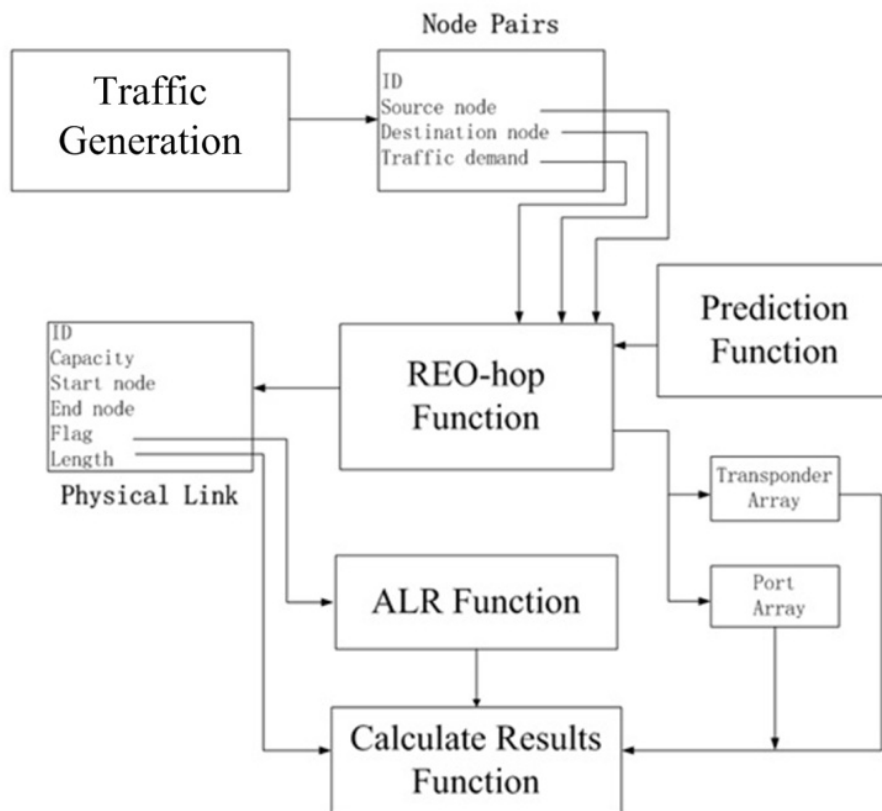 Node Pairs
Traffic
Generation
ID
Source node
Destination node
Traffic demand
Prediction
Function
ID
Capacity
Start node
End node
Flag
Length
Physical Link
REO-hop
Function
Transponder
Array
Port
Array
ALR Function
Calculate Results
Function